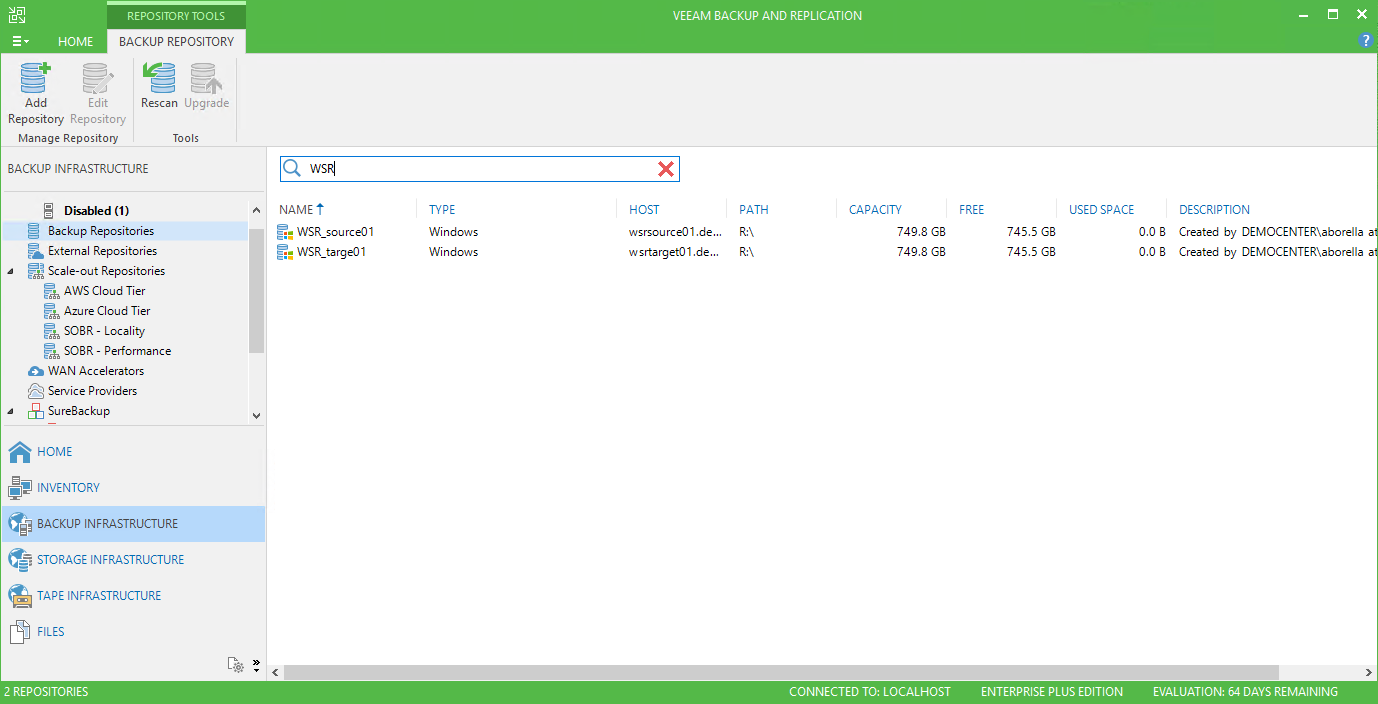 REPOSITORY TOOLS
VEEAM BACKUP AND REPLICATION
HOME
BACKUP REPOSITORY
Add Repository
Edit Repository
Manage Repository
Rescan
Upgrade
Tools
BACKUP INFRASTRUCTURE
Disabled (1)
Backup Repositories
External Repositories
Scale-out Repositories
AWS Cloud Tier
Azure Cloud Tier
SOBR - Locality
SOBR - Performance
WAN Accelerators
Service Providers
SureBackup
HOME
INVENTORY
BACKUP INFRASTRUCTURE
STORAGE INFRASTRUCTURE
TAPE INFRASTRUCTURE
FILES
WSR
NAME TYPE HOST PATH CAPACITY FREE USED SPACE DESCRIPTION
WSR_source01 Windows wsrsource01.de... R:\ 749.8 GB 745.5 GB 0.0 B Created by DEMOCENTER\aborella at
WSR_targe01 Windows wsrtarget01.de... R:\ 749.8 GB 745.5 GB 0.0 B Created by DEMOCENTER\aborella at
2 REPOSITORIES
CONNECTED TO: LOCALHOST
ENTERPRISE PLUS EDITION
EVALUATION: 64 DAYS REMAINING